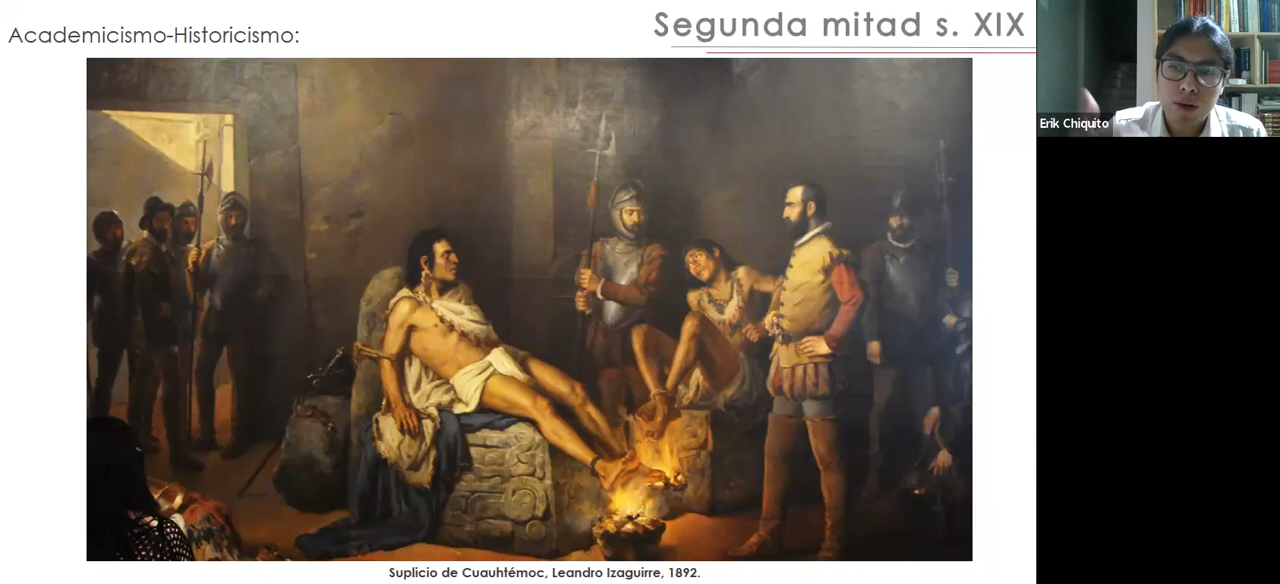 Segunda mitad s. XIX
Academicismo-Historicismo:
Erik Chiquito
Suplicio de Cuauhtémoc, Leandro Izaguirre, 1892.